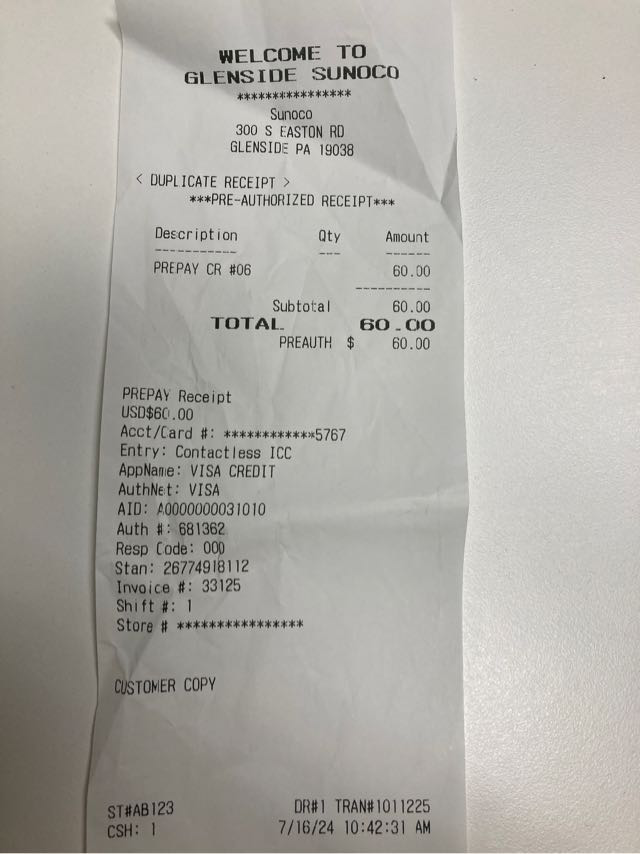 WELCOME TO
GLENSIDE SUNOCO
****************
Sunoco
300 S EASTON RD
GLENSIDE PA 19038
< DUPLICATE RECEIPT >
***PRE-AUTHORIZED RECEIPT***
Description Qty Amount
----------- --- ------
PREPAY CR #06 60.00
----------
Subtotal 60.00
TOTAL 60.00
PREAUTH $ 60.00
PREPAY Receipt
USD$60.00
Acct/Card #: ************5767
Entry: Contactless ICC
AppName: VISA CREDIT
AuthNet: VISA
AID: A0000000031010
Auth #: 681362
Resp Code: 000
Stan: 26774918112
Invoice #: 33125
Shift #: 1
Store # ****************
CUSTOMER COPY
ST#AB123 DR#1 TRAN#1011225
CSH: 1 7/16/24 10:42:31 AM